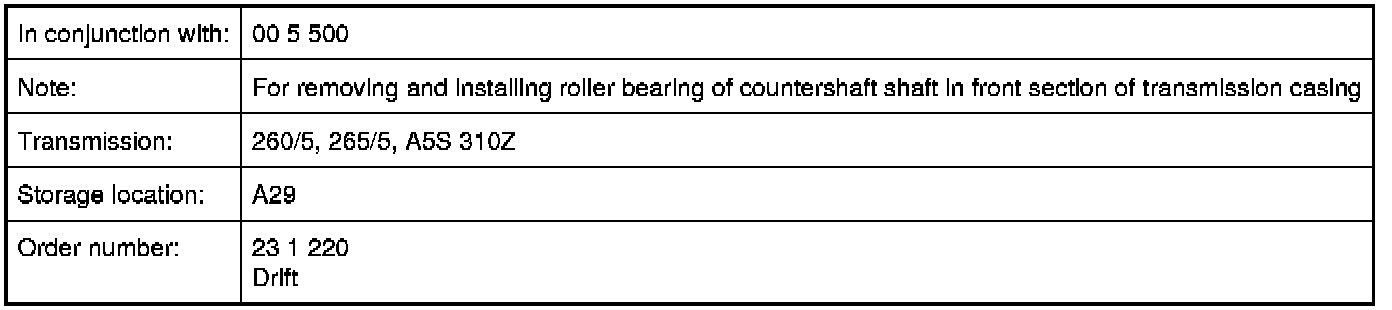 In conjunction with: 00 5 500
Note: For removing and installing roller bearing of countershaft shaft in front section of transmission casing
Transmission: 260/5, 265/5, A5S 310Z
Storage location: A29
Order number: 23 1 220
Drift